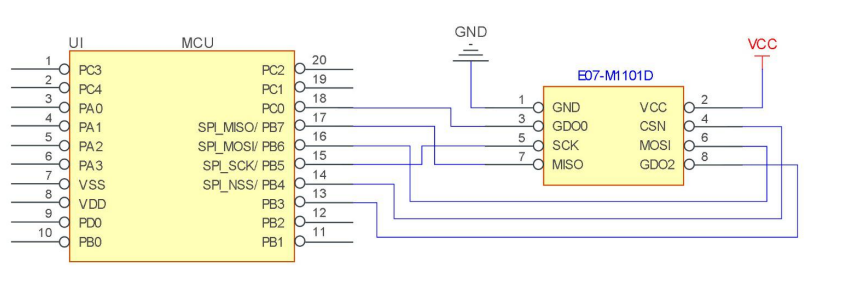 UI MCU
GND
VCC
E07-M1101D
1 PC3 PC2 20
2 PC4 PC1 19
3 PA0 PC0 18
4 PA1 SPI_MISO/ PB7 17
5 PA2 SPI_MOSI/ PB6 16
6 PA3 SPI_SCK/ PB5 15
7 VSS SPI_NSS/ PB4 14
8 VDD PB3 13
9 PD0 PB2 12
10 PB0 PB1 11
1 GND VCC 2
3 GDO0 CSN 4
5 SCK MOSI 6
7 MISO GDO2 8